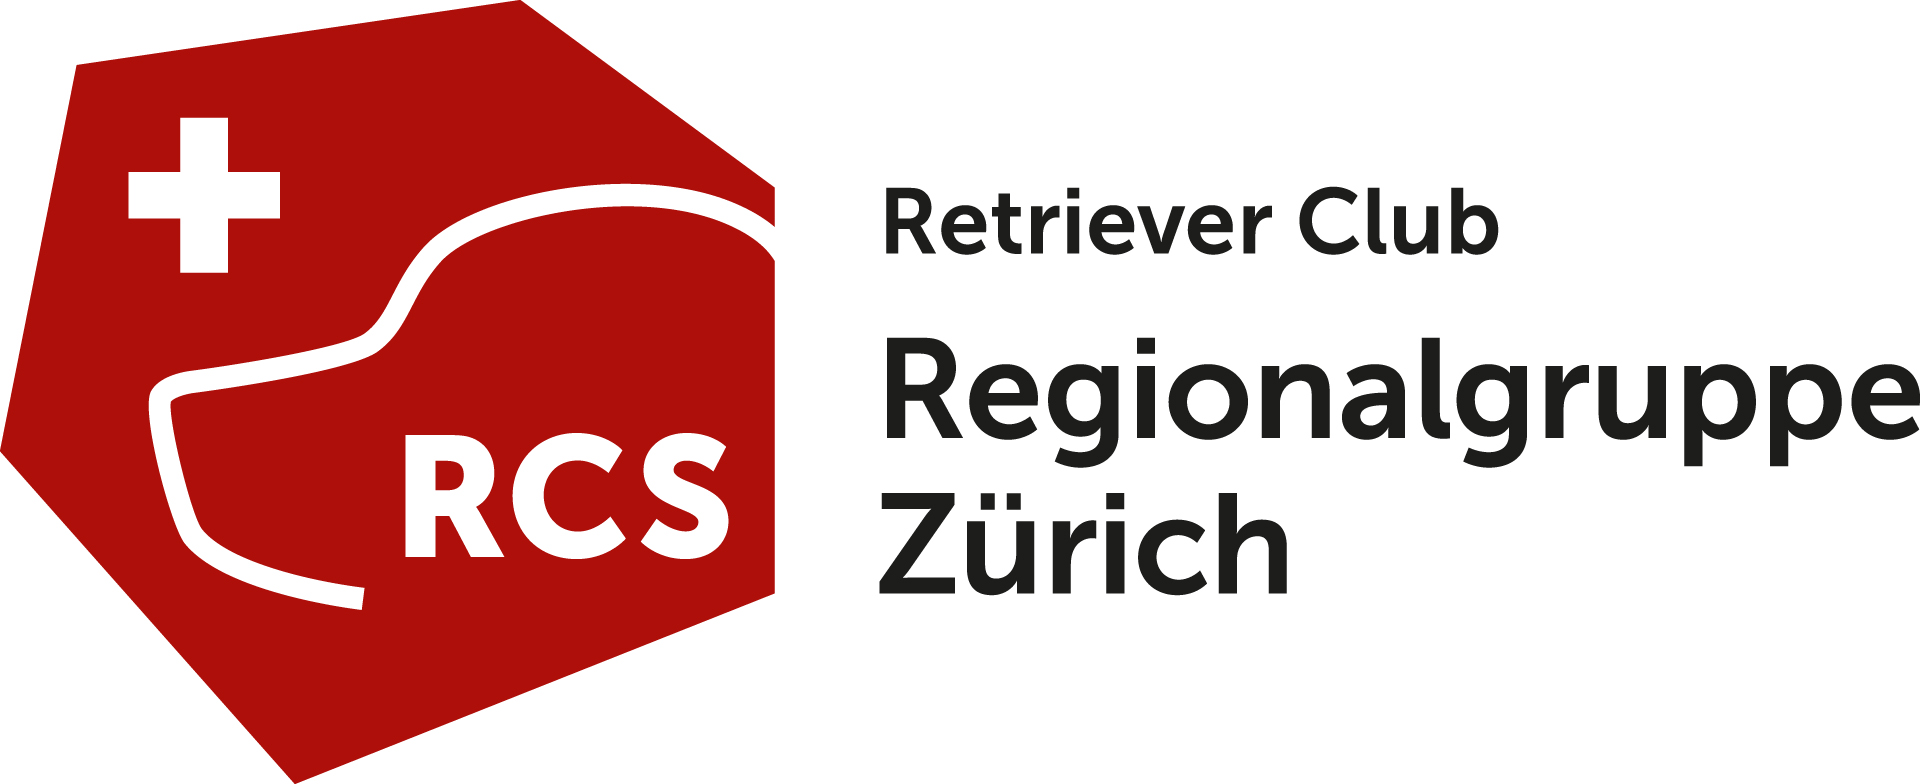 RCS
Retriever Club
Regionalgruppe
Zürich